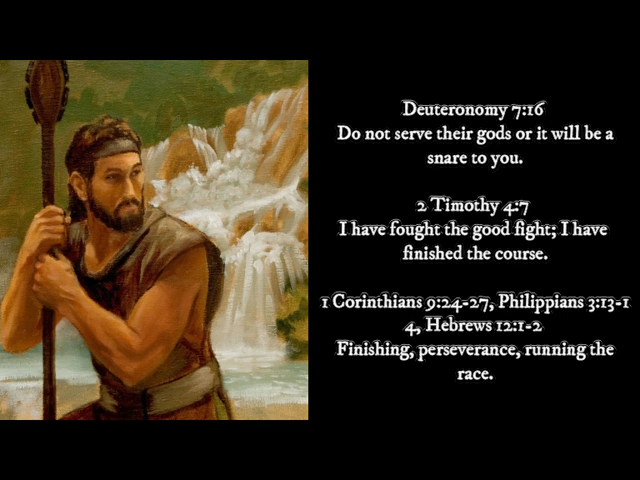 Deuteronomy 7:16
Do not serve their gods or it will be a
snare to you.
2 Timothy 4:7
I have fought the good fight; I have
finished the course.
1 Corinthians 9:24-27, Philippians 3:13-1
4, Hebrews 12:1-2
Finishing, perseverance, running the
race.